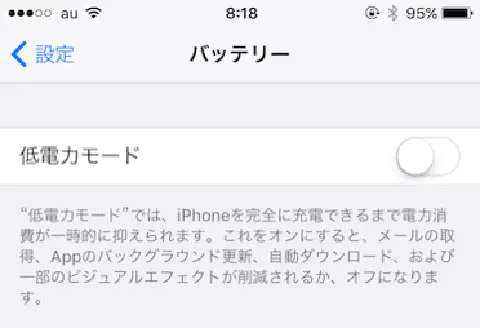 au 8:18 95%
設定 バッテリー
低電力モード
“低電力モード”では、iPhoneを完全に充電できるまで電力消
費が一時的に抑えられます。これをオンにすると、メールの取
得、Appのバックグラウンド更新、自動ダウンロード、および
一部のビジュアルエフェクトが削減されるか、オフになりま
す。